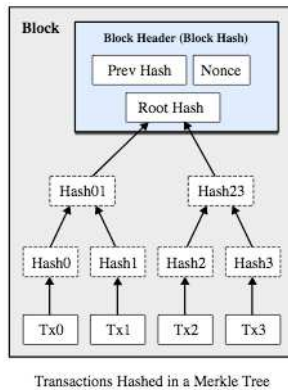 Block
Block Header (Block Hash)
Prev Hash Nonce
Root Hash
Hash01 Hash23
Hash0 Hash1 Hash2 Hash3
Tx0 Tx1 Tx2 Tx3
Transactions Hashed in a Merkle Tree